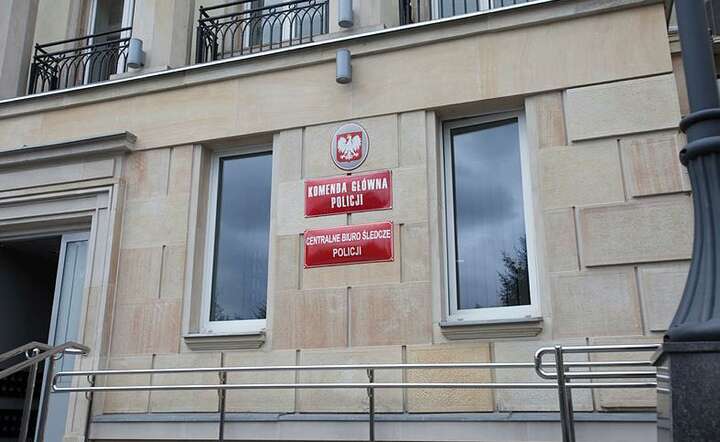 KOMENDA GŁÓWNA
POLICJI
CENTRALNE BIURO ŚLEDCZE
POLICJI